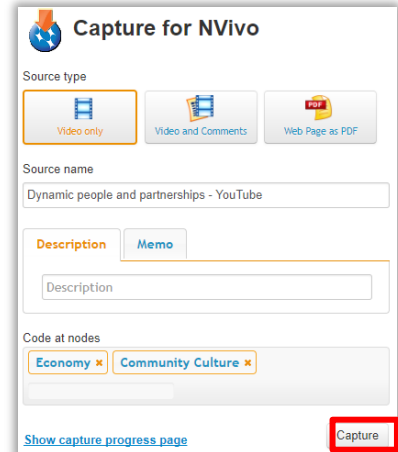 Capture for NVivo
Source type
Video only
Video and Comments
PDF
Web Page as PDF
Source name
Dynamic people and partnerships - YouTube
Description Memo
Description
Code at nodes
Economy × Community Culture ×
Show capture progress page Capture